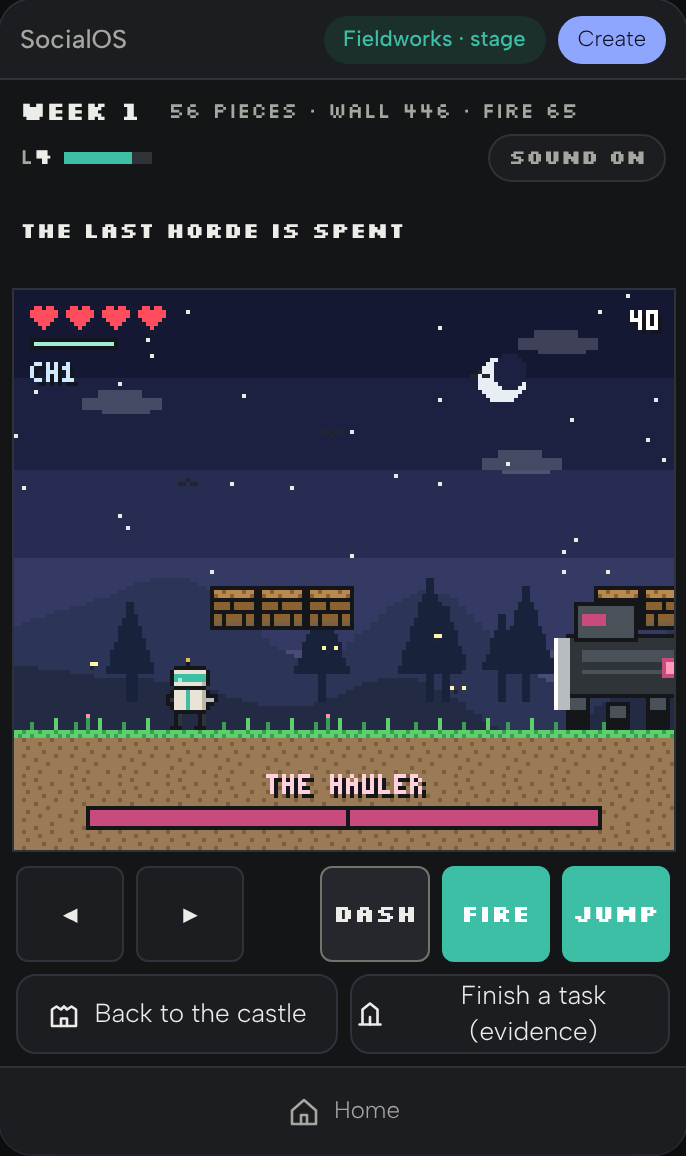 SocialOS
Fieldworks · stage
Create
WEEK 1
56 PIECES · WALL 446 · FIRE 65
L4
SOUND ON
THE LAST HORDE IS SPENT
40
CH1
THE HAULER
◄
►
DASH
FIRE
JUMP
Back to the castle
Finish a task
(evidence)
Home